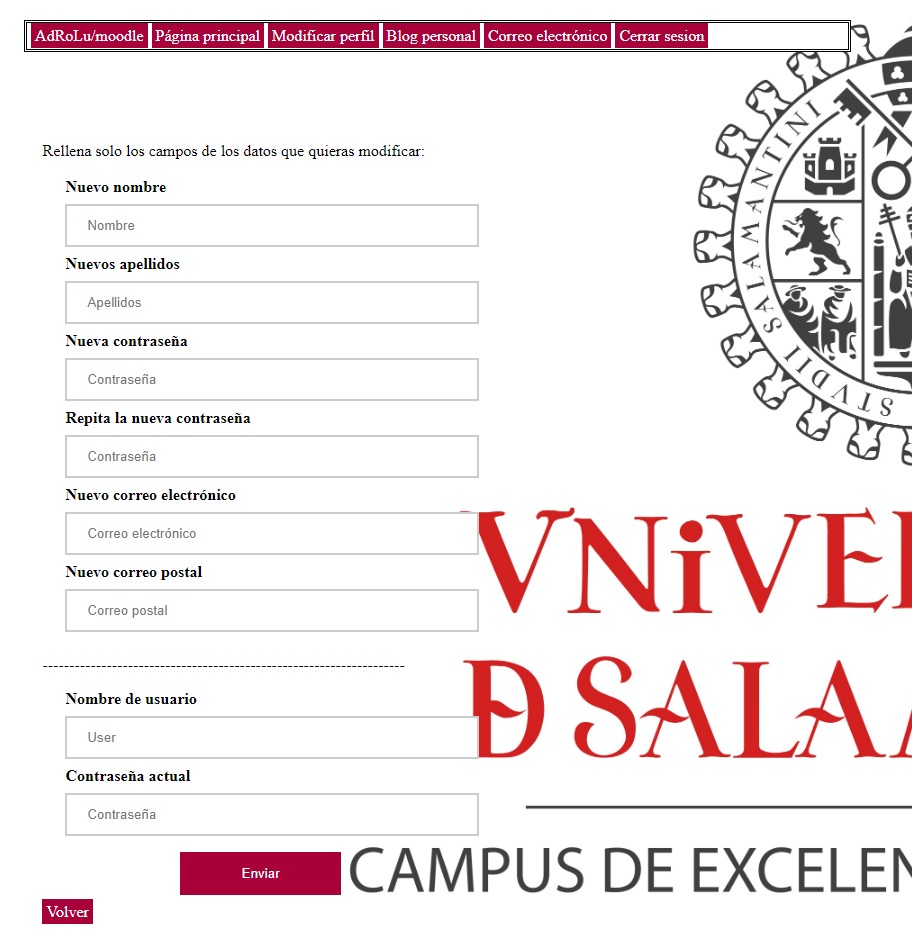 AdRoLu/moodle Página principal Modificar perfil Blog personal Correo electrónico Cerrar sesion
STVDII SALAMANTINI
Rellena solo los campos de los datos que quieras modificar:
Nuevo nombre
Nombre
Nuevos apellidos
Apellidos
Nueva contraseña
Contraseña
Repita la nueva contraseña
Contraseña
Nuevo correo electrónico
Correo electrónico
VNiVE
Nuevo correo postal
Correo postal
-------------------------------------------------------------------
D SALA
Nombre de usuario
User
Contraseña actual
Contraseña
Enviar
CAMPUS DE EXCELEN
Volver